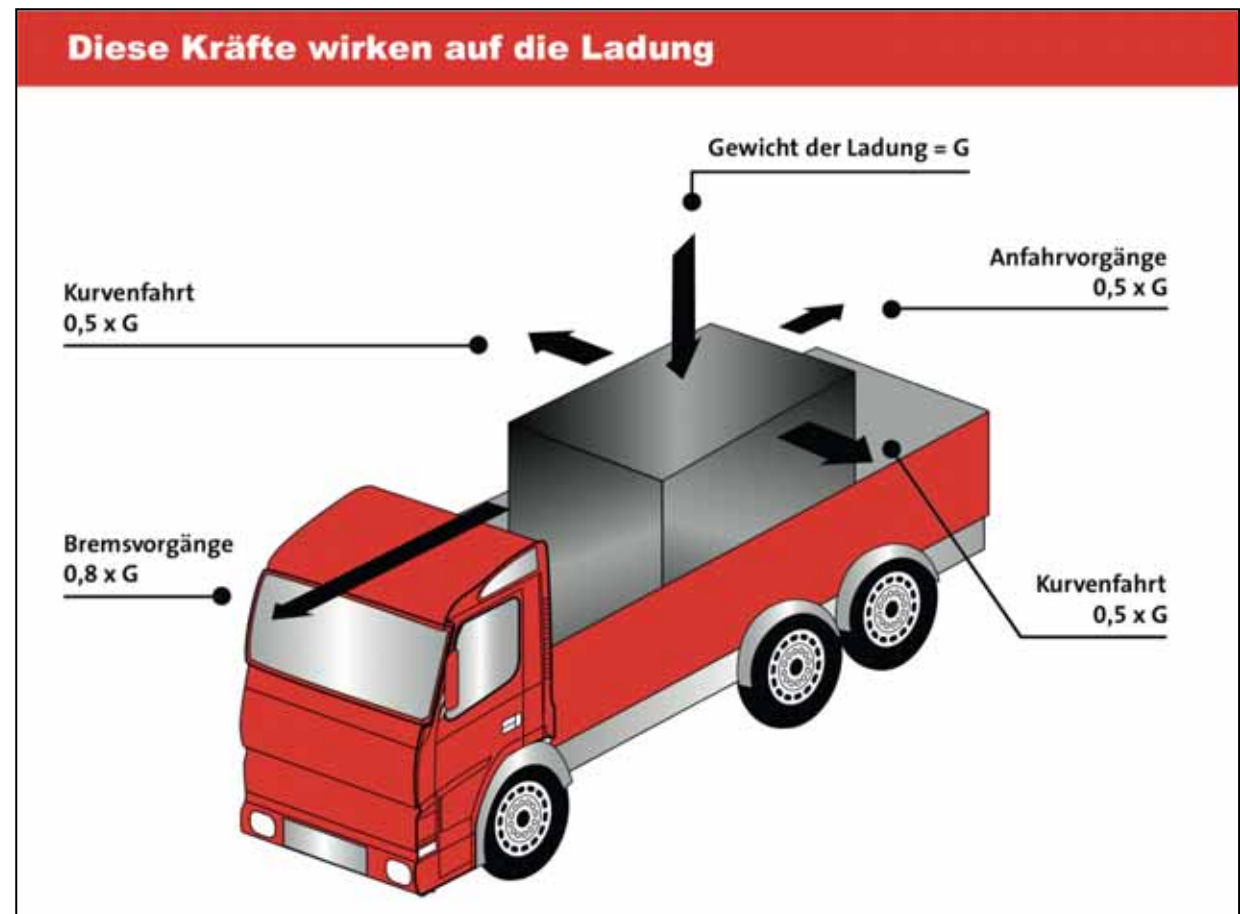 Diese Kräfte wirken auf die Ladung
Gewicht der Ladung = G
Anfahrvorgänge
0,5 x G
Kurvenfahrt
0,5 x G
Bremsvorgänge
0,8 x G
Kurvenfahrt
0,5 x G